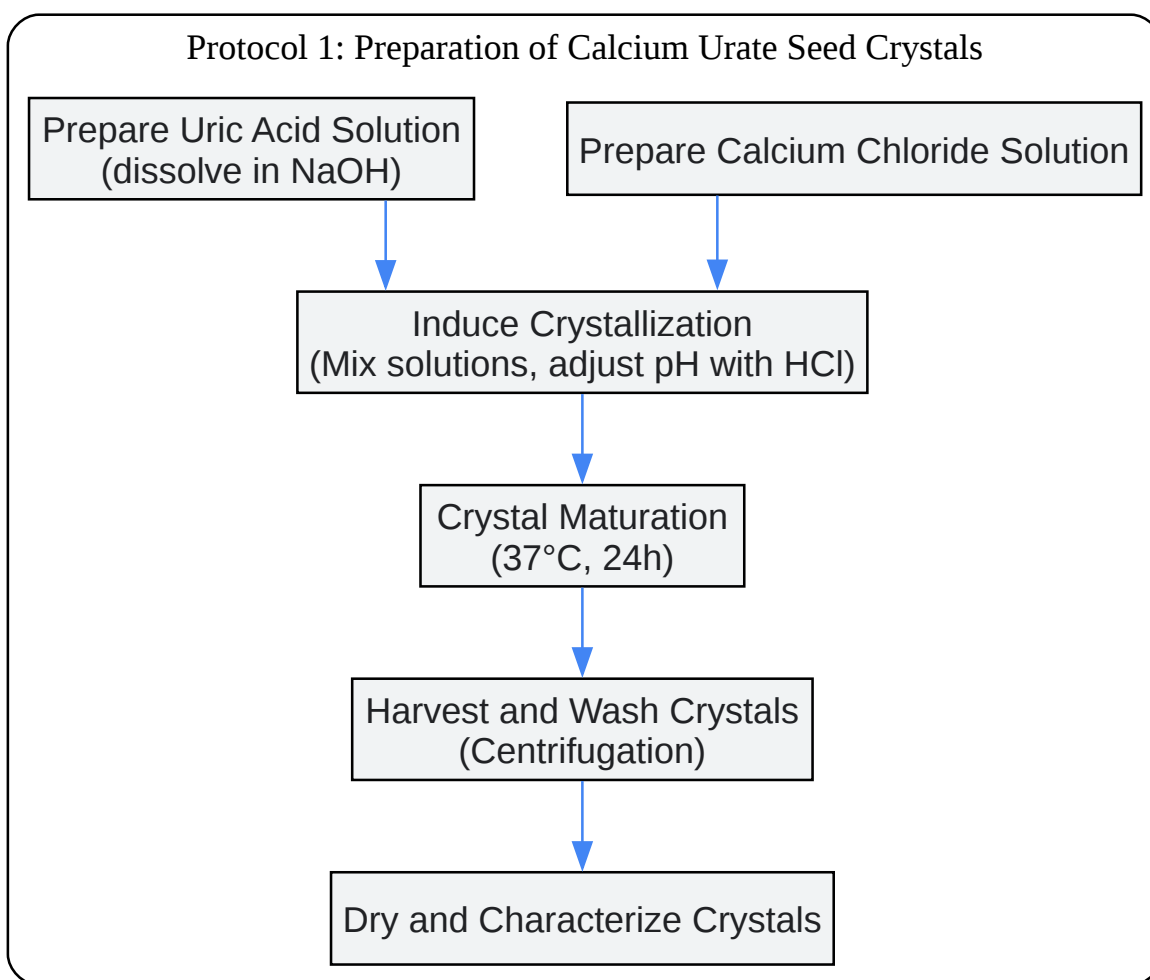 Protocol 1: Preparation of Calcium Urate Seed Crystals
Prepare Uric Acid Solution
(dissolve in NaOH)
Prepare Calcium Chloride Solution
Induce Crystallization
(Mix solutions, adjust pH with HCl)
Crystal Maturation
(37°C, 24h)
Harvest and Wash Crystals
(Centrifugation)
Dry and Characterize Crystals